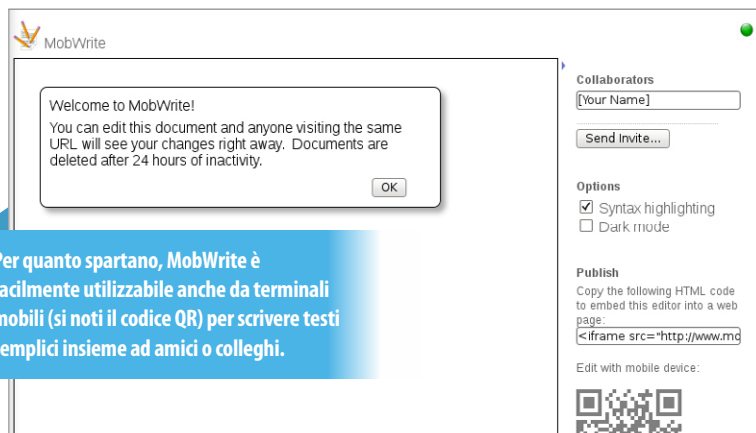 MobWrite
Welcome to MobWrite!
You can edit this document and anyone visiting the same
URL will see your changes right away. Documents are
deleted after 24 hours of inactivity.
OK
Per quanto spartano, MobWrite è
facilmente utilizzabile anche da terminali
mobili (si noti il codice QR) per scrivere testi
semplici insieme ad amici o colleghi.
Collaborators
[Your Name]
Send Invite...
Options
Syntax highlighting
Dark mode
Publish
Copy the following HTML code
to embed this editor into a web
page:
<iframe src="http://www.mo
Edit with mobile device: